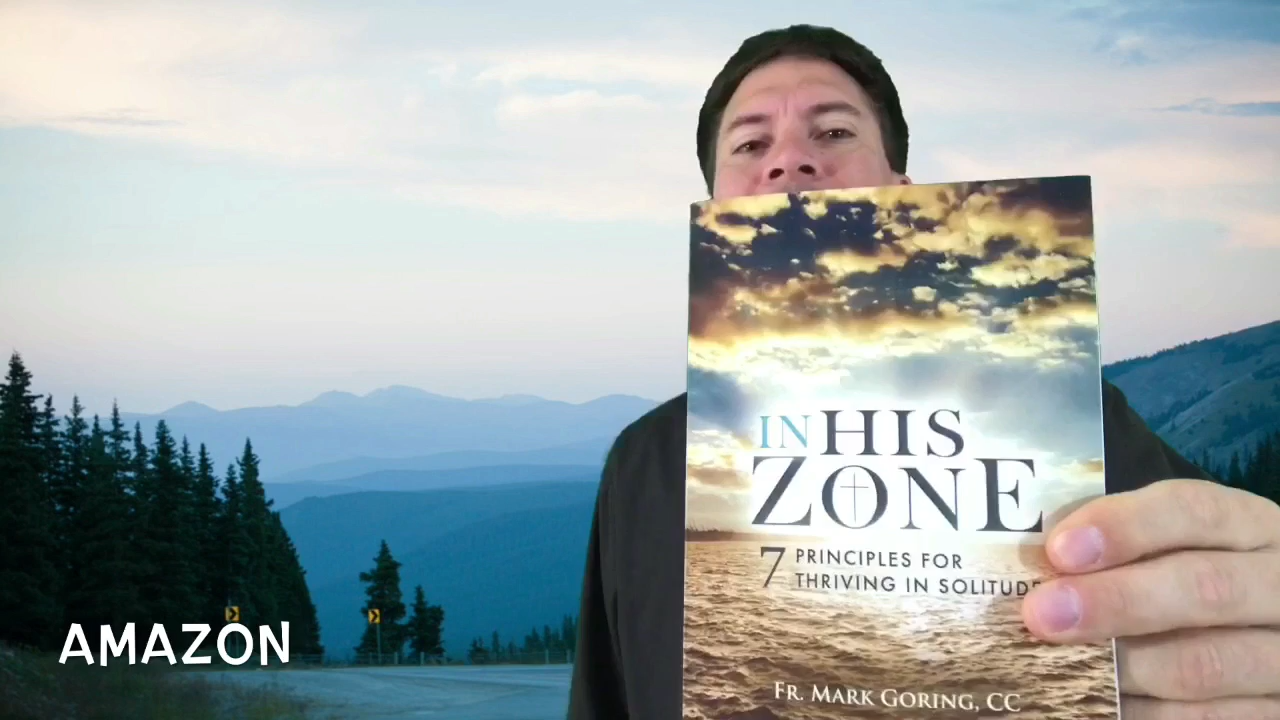 IN HIS
ZONE
7 PRINCIPLES FOR
THRIVING IN SOLITUDE
FR. MARK GORING, CC
AMAZON